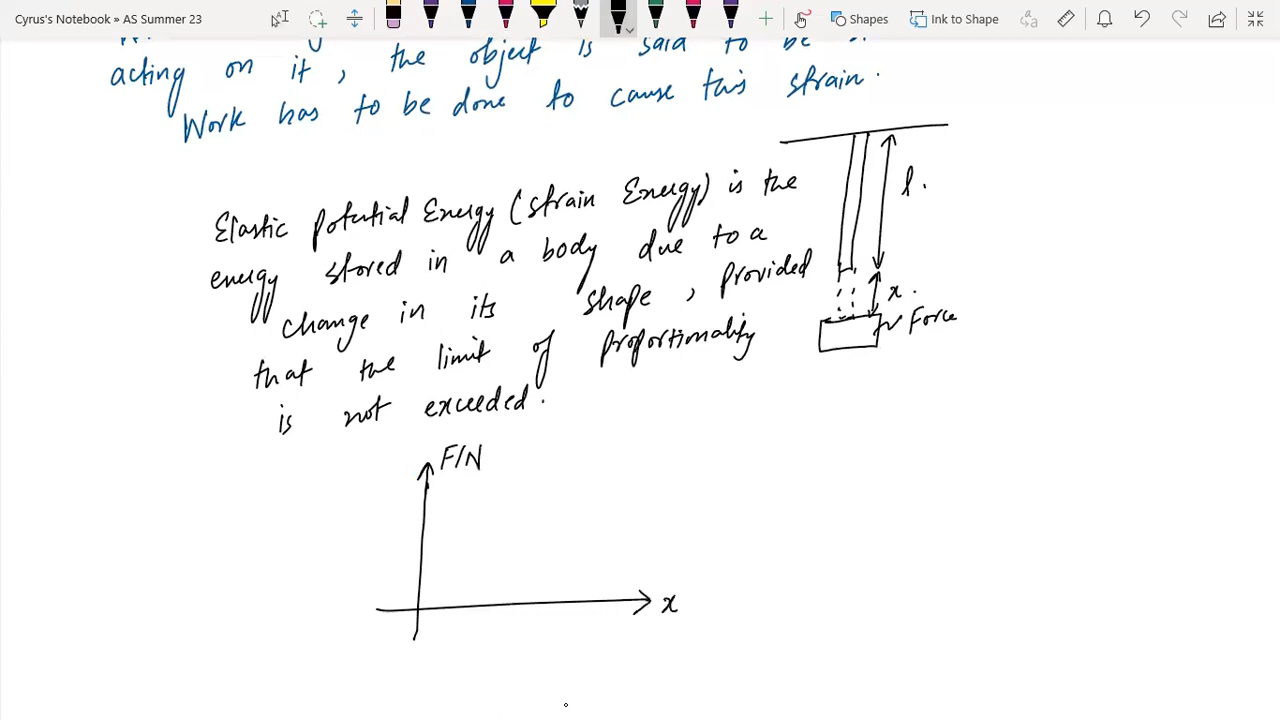 Cyrus's Notebook » AS Summer 23
Shapes
Ink to Shape
acting on it, the object is said to be
Work has to be done to cause this strain.
Elastic potential Energy (strain Energy) is the
energy stored in a body due to a
change in its shape, provided
that the limit of proportionality
is not exceeded.
l.
x.
Force
F/N
x